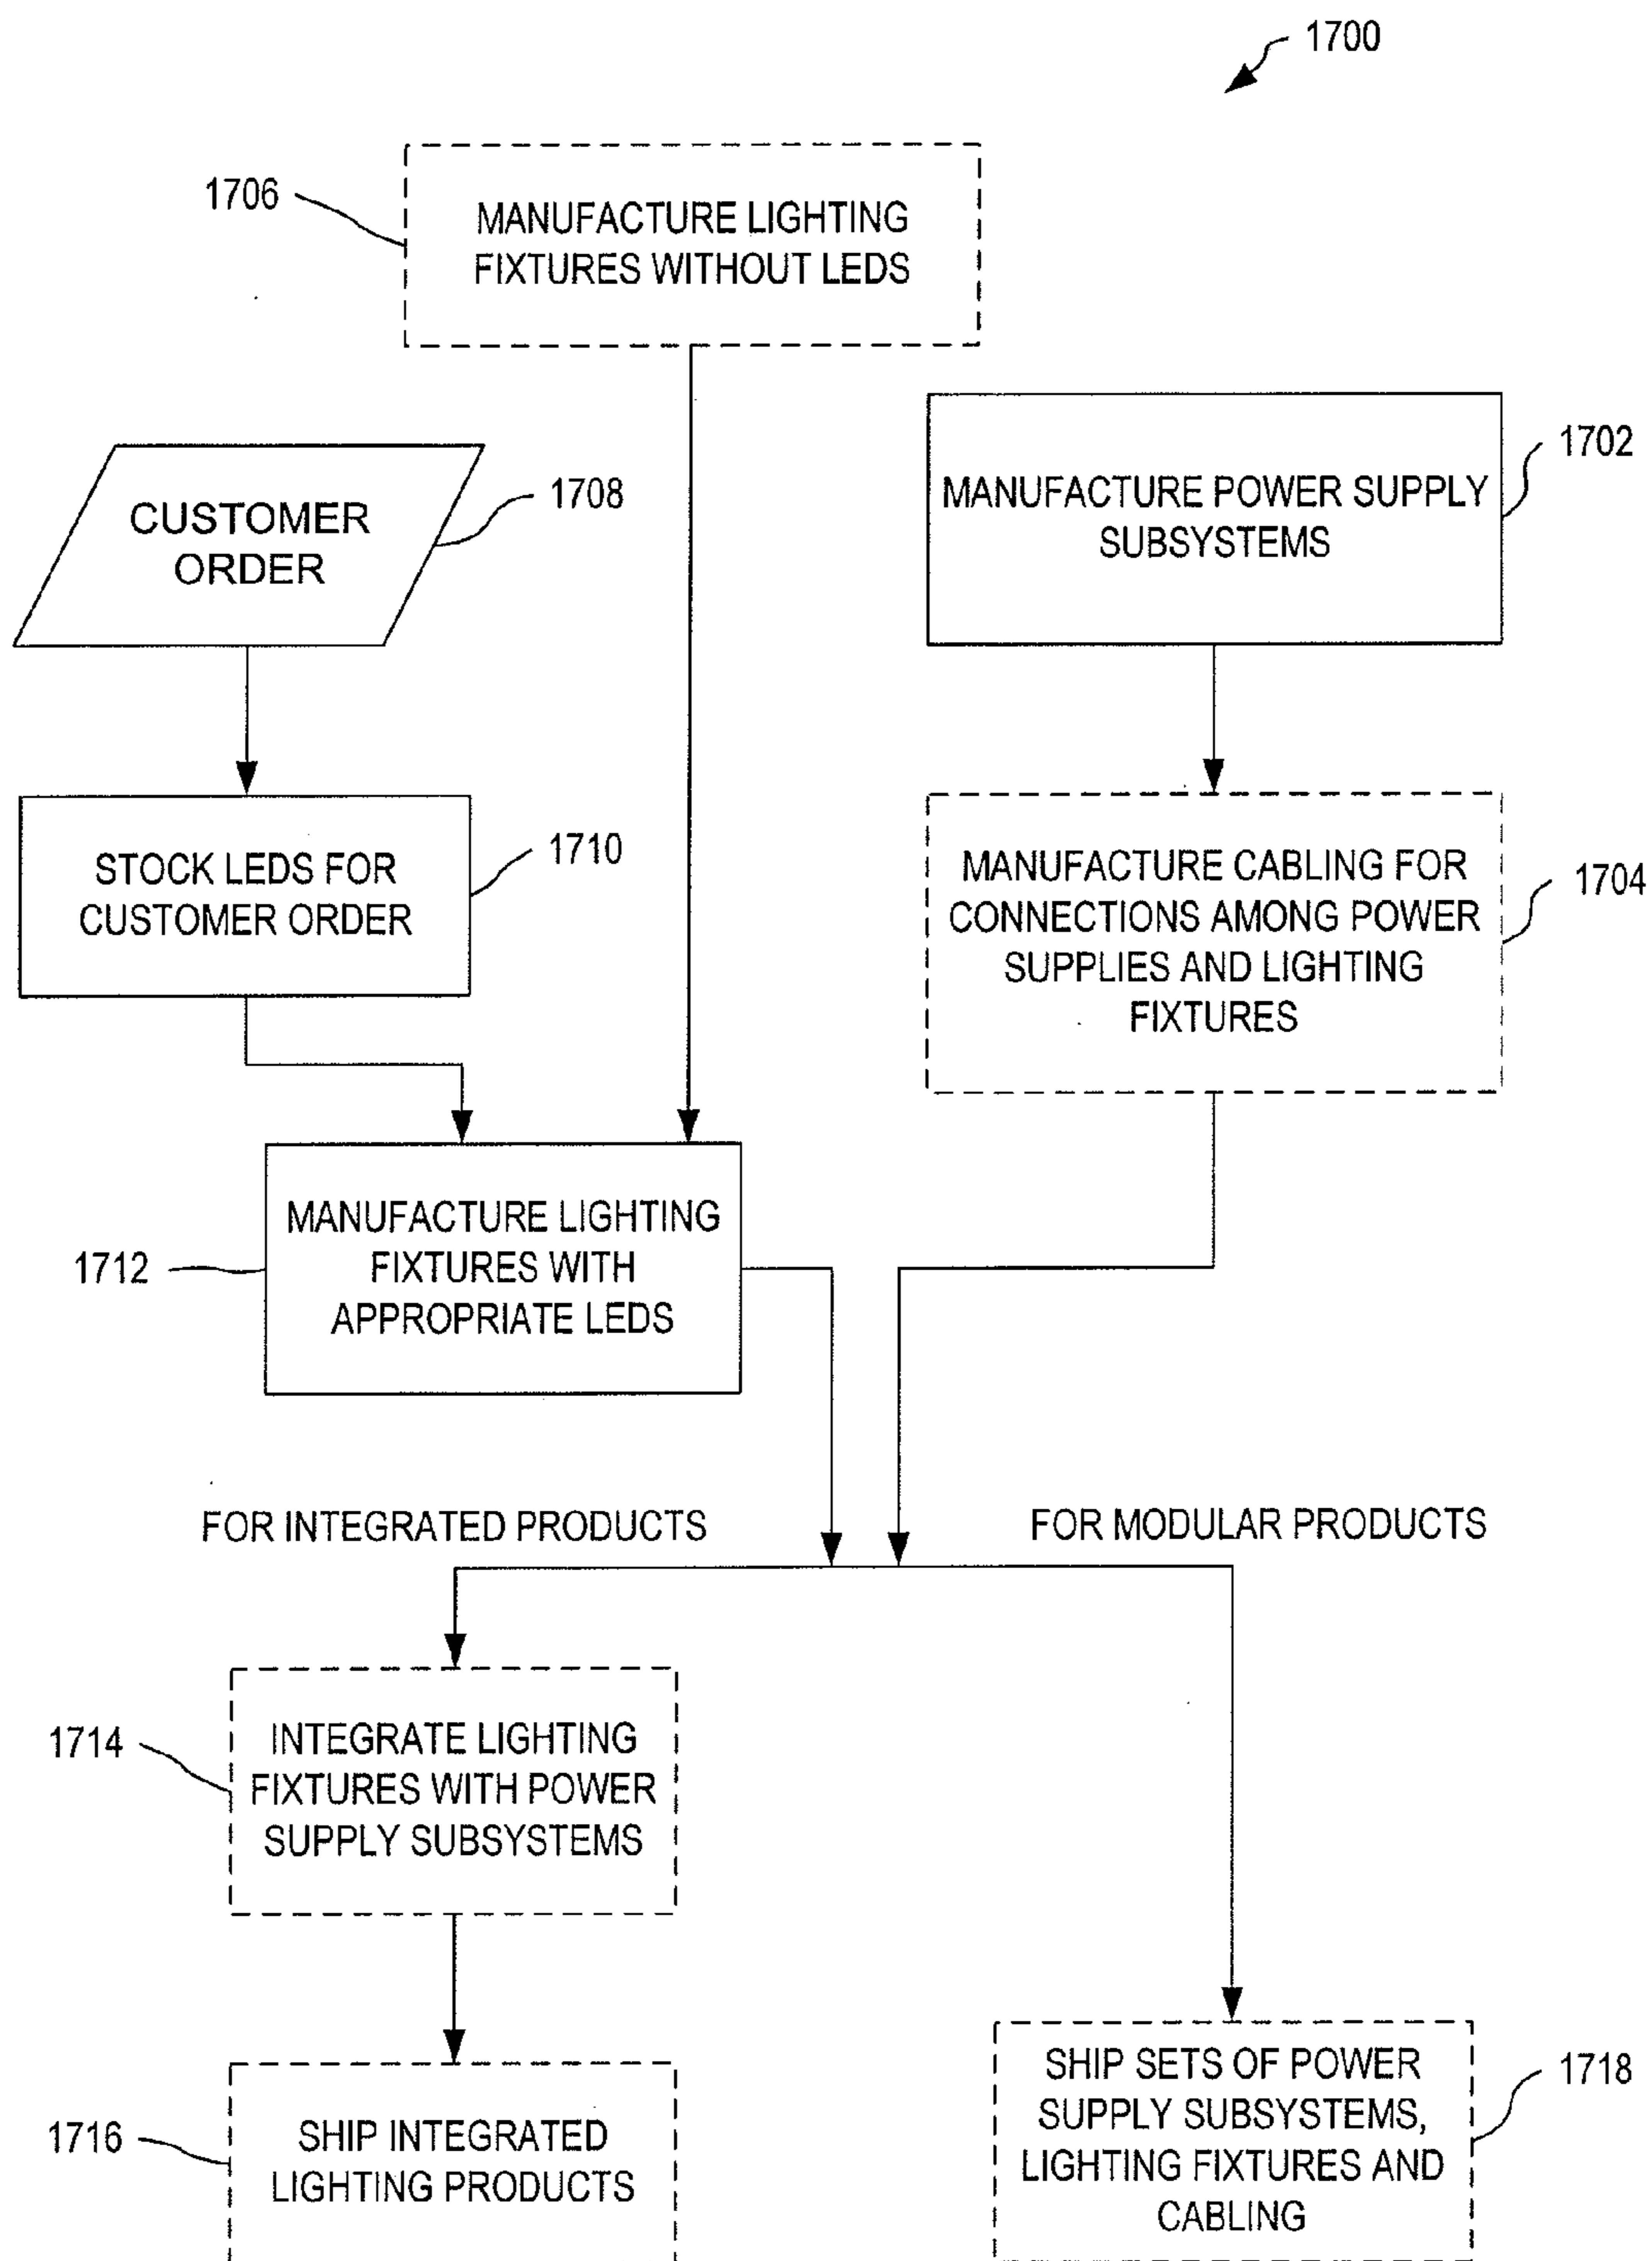 1700
1706
MANUFACTURE LIGHTING
FIXTURES WITHOUT LEDS
1702
MANUFACTURE POWER SUPPLY
SUBSYSTEMS
1708
CUSTOMER
ORDER
1710
STOCK LEDS FOR
CUSTOMER ORDER
1704
MANUFACTURE CABLING FOR
CONNECTIONS AMONG POWER
SUPPLIES AND LIGHTING
FIXTURES
1712
MANUFACTURE LIGHTING
FIXTURES WITH
APPROPRIATE LEDS
FOR INTEGRATED PRODUCTS
FOR MODULAR PRODUCTS
1714
INTEGRATE LIGHTING
FIXTURES WITH POWER
SUPPLY SUBSYSTEMS
1716
SHIP INTEGRATED
LIGHTING PRODUCTS
1718
SHIP SETS OF POWER
SUPPLY SUBSYSTEMS,
LIGHTING FIXTURES AND
CABLING